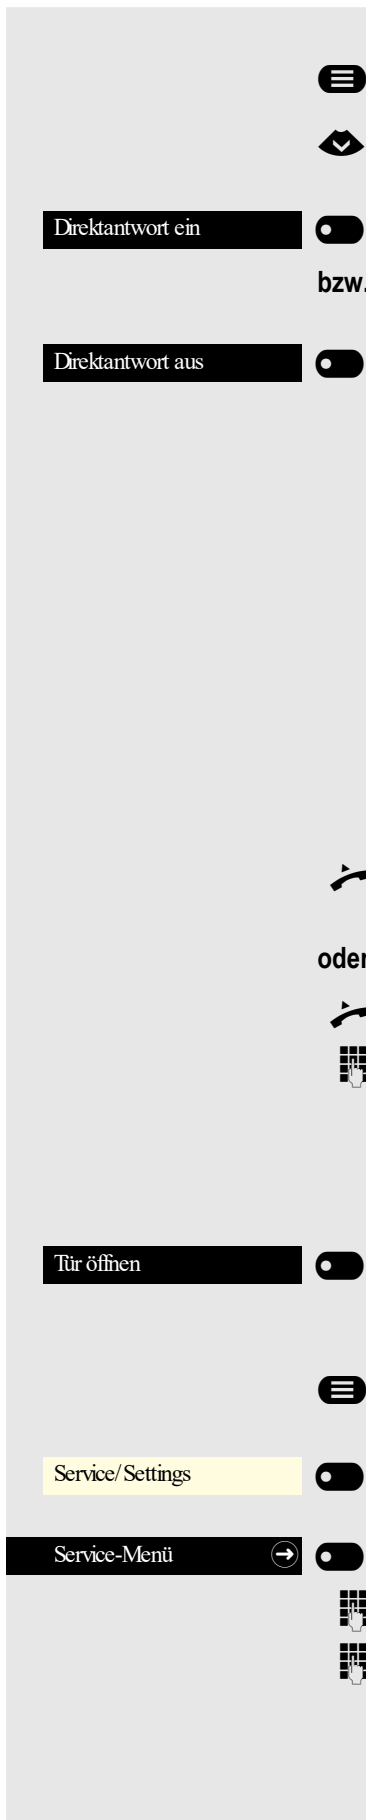 Direktantwort ein
bzw.
Direktantwort aus
oder
Tür öffnen
Service/Settings
Service-Menü